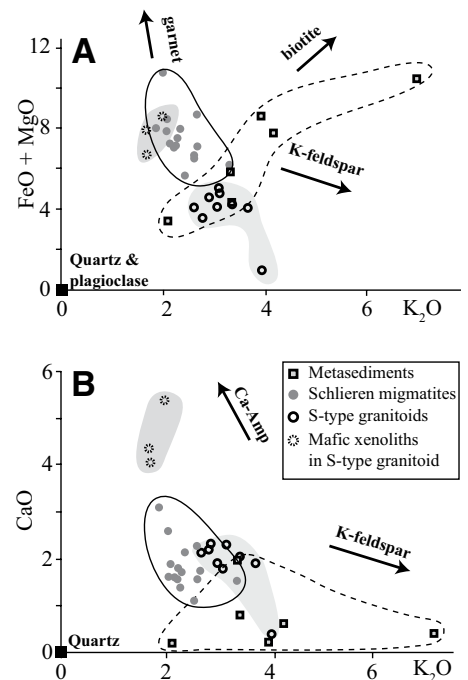 A
garnet
biotite
K-feldspar
12
8
4
0
FeO + MgO
Quartz &
plagioclase
0
2
4
6
K2O
B
Ca-Amp
K-feldspar
Metasediments
Schlieren migmatites
S-type granitoids
Mafic xenoliths
in S-type granitoid
6
4
2
0
CaO
Quartz
0
2
4
6
K2O